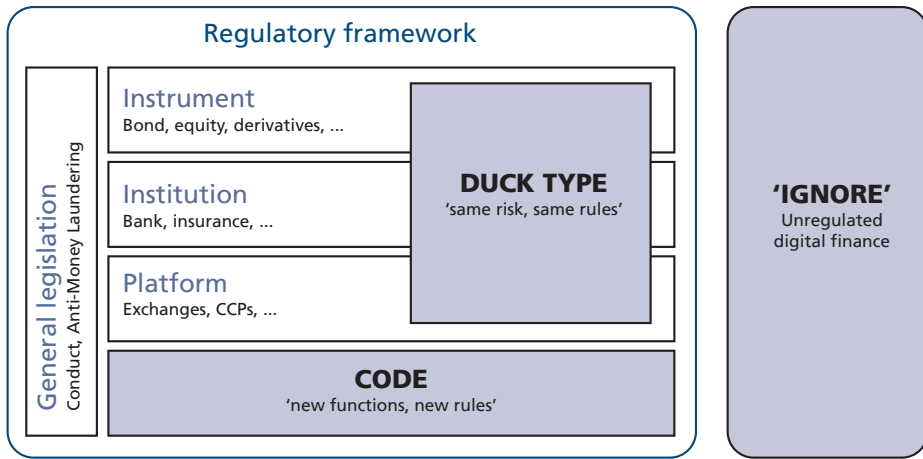 Regulatory framework
General legislation
Conduct, Anti-Money Laundering
Instrument
Bond, equity, derivatives, ...
Institution
Bank, insurance, ...
Platform
Exchanges, CCPs, ...
DUCK TYPE
'same risk, same rules'
CODE
'new functions, new rules'
'IGNORE'
Unregulated
digital finance